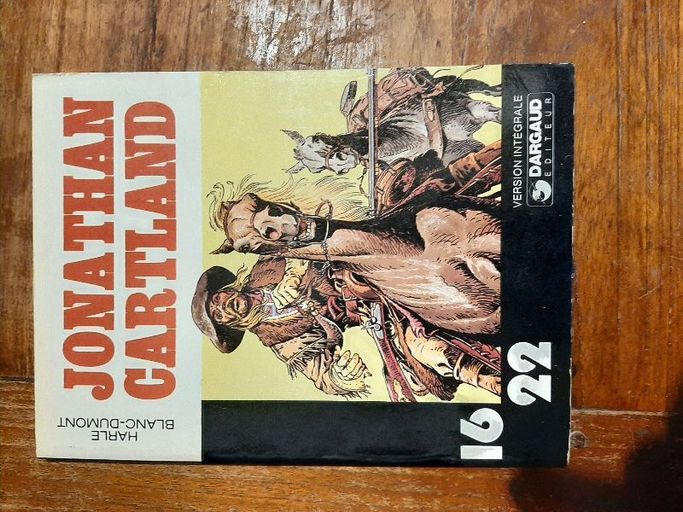 HARLE
BLANC-DUMONT
JONATHAN
CARTLAND
16
22
VERSION INTÉGRALE
DARGAUD
EDITEUR